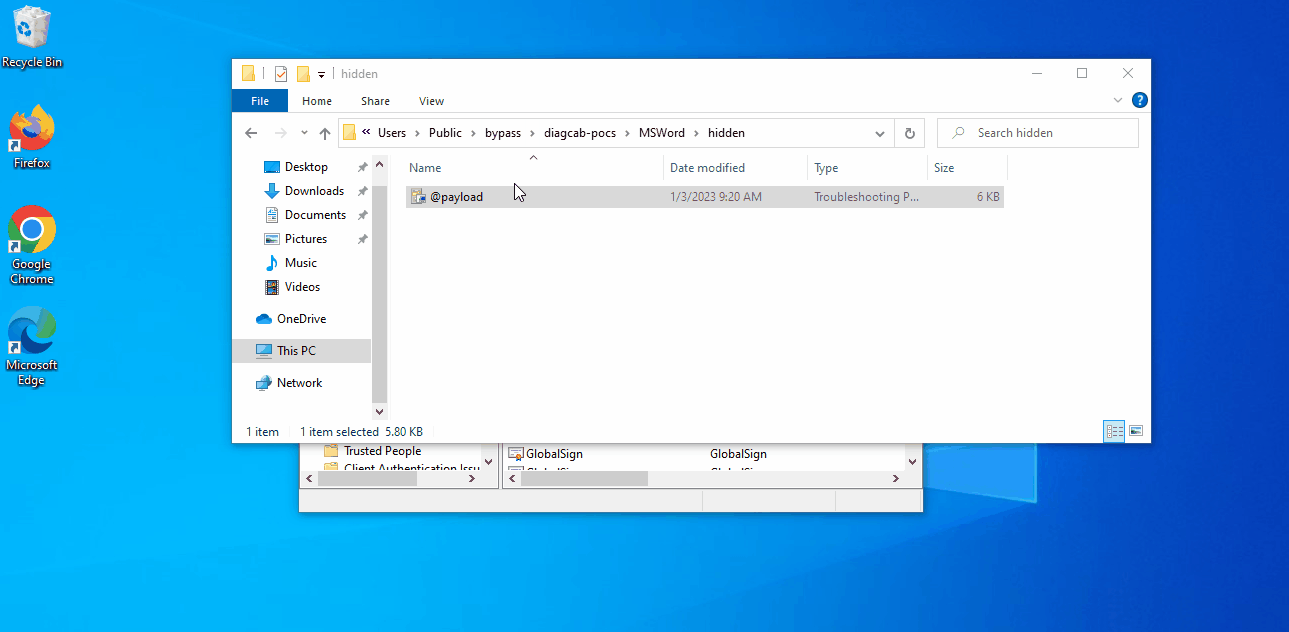 Recycle Bin
Firefox
Google
Chrome
Microsoft
Edge
hidden
File Home Share View
« Users > Public > bypass > diagcab-pocs > MSWord > hidden
Search hidden
Name Date modified Type Size
@payload 1/3/2023 9:20 AM Troubleshooting P... 6 KB
Desktop
Downloads
Documents
Pictures
Music
Videos
OneDrive
This PC
Network
1 item 1 item selected 5.80 KB
Trusted People
GlobalSign GlobalSign
Client Authentication Issu